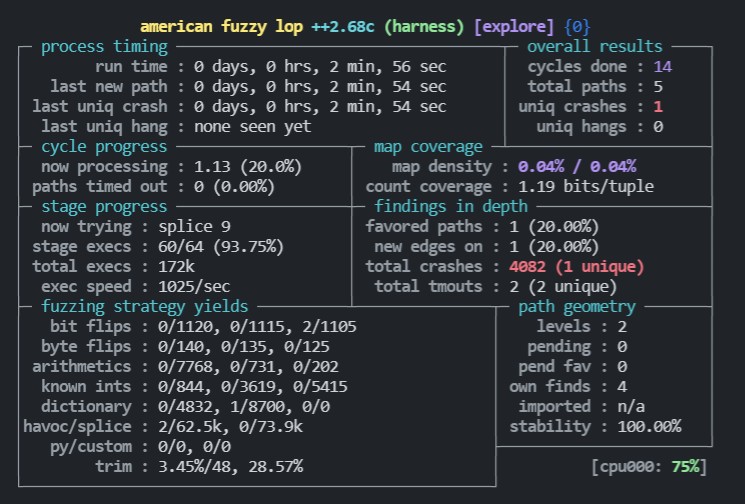 american fuzzy lop ++2.68c (harness) [explore] {0}
process timing overall results
run time : 0 days, 0 hrs, 2 min, 56 sec cycles done : 14
last new path : 0 days, 0 hrs, 2 min, 54 sec total paths : 5
last uniq crash : 0 days, 0 hrs, 2 min, 54 sec uniq crashes : 1
last uniq hang : none seen yet uniq hangs : 0
cycle progress map coverage
now processing : 1.13 (20.0%) map density : 0.04% / 0.04%
paths timed out : 0 (0.00%) count coverage : 1.19 bits/tuple
stage progress findings in depth
now trying : splice 9 favored paths : 1 (20.00%)
stage execs : 60/64 (93.75%) new edges on : 1 (20.00%)
total execs : 172k total crashes : 4082 (1 unique)
exec speed : 1025/sec total tmouts : 2 (2 unique)
fuzzing strategy yields path geometry
bit flips : 0/1120, 0/1115, 2/1105 levels : 2
byte flips : 0/140, 0/135, 0/125 pending : 0
arithmetics : 0/7768, 0/731, 0/202 pend fav : 0
known ints : 0/844, 0/3619, 0/5415 own finds : 4
dictionary : 0/4832, 1/8700, 0/0 imported : n/a
havoc/splice : 2/62.5k, 0/73.9k stability : 100.00%
py/custom : 0/0, 0/0
trim : 3.45%/48, 28.57% [cpu000: 75%]